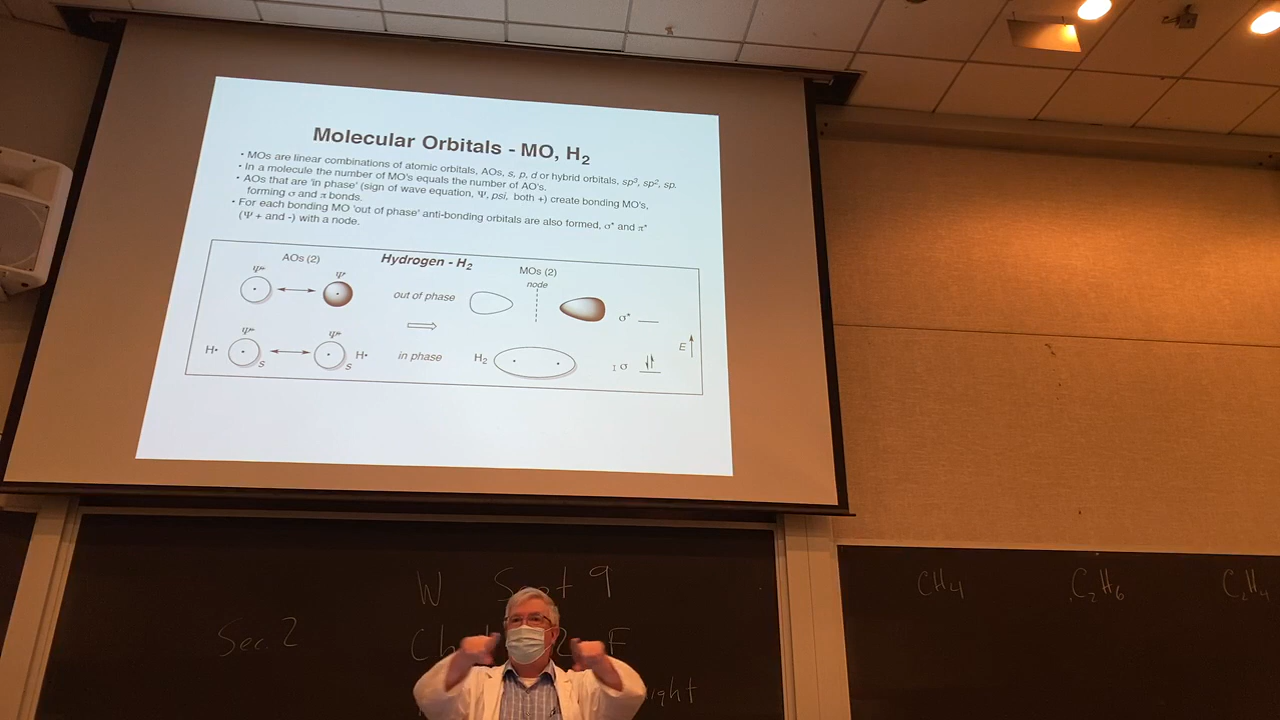 Molecular Orbitals - MO, H₂
• MOs are linear combinations of atomic orbitals, AOs, s, p, d or hybrid orbitals, sp³, sp², sp.
• In a molecule the number of MO's equals the number of AO's.
• AOs that are 'in phase' (sign of wave equation, Ψ, psi, both +) create bonding MO's,
forming σ and π bonds.
• For each bonding MO 'out of phase' anti-bonding orbitals are also formed, σ* and π*
(Ψ + and -) with a node.
AOs (2) Hydrogen - H₂ MOs (2)
node
out of phase σ*
H• s s H• in phase H₂ σ E
W Sept 9
Sec. 2
CH₄ C₂H₆ C₂H₄